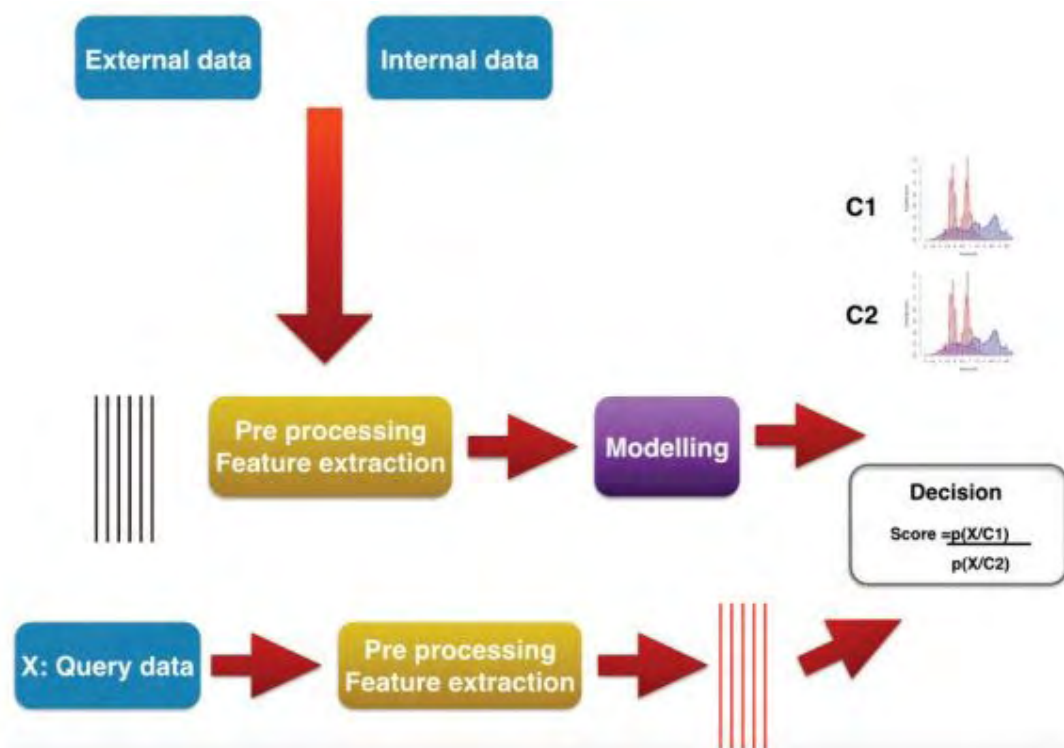 External data
Internal data
C1
C2
Pre processing
Feature extraction
Modelling
Decision
Score =p(X/C1)
p(X/C2)
X: Query data
Pre processing
Feature extraction